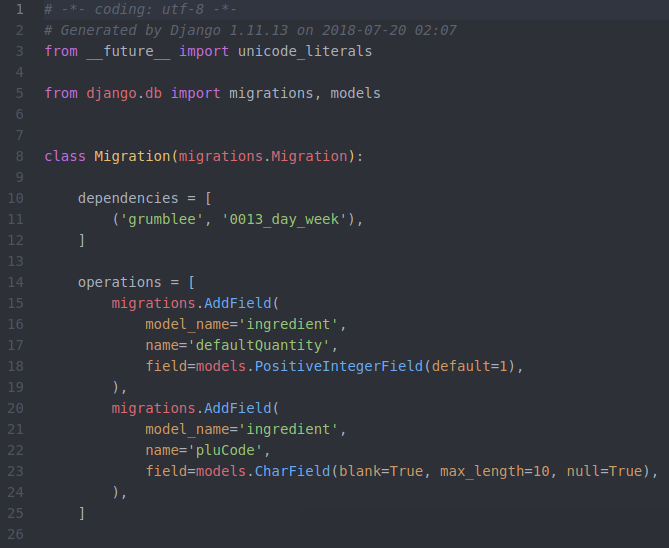 1 # -*- coding: utf-8 -*-
2 # Generated by Django 1.11.13 on 2018-07-20 02:07
3 from __future__ import unicode_literals
4
5 from django.db import migrations, models
6
7
8 class Migration(migrations.Migration):
9
10     dependencies = [
11         ('grumblee', '0013_day_week'),
12     ]
13
14     operations = [
15         migrations.AddField(
16             model_name='ingredient',
17             name='defaultQuantity',
18             field=models.PositiveIntegerField(default=1),
19         ),
20         migrations.AddField(
21             model_name='ingredient',
22             name='pluCode',
23             field=models.CharField(blank=True, max_length=10, null=True),
24         ),
25     ]
26